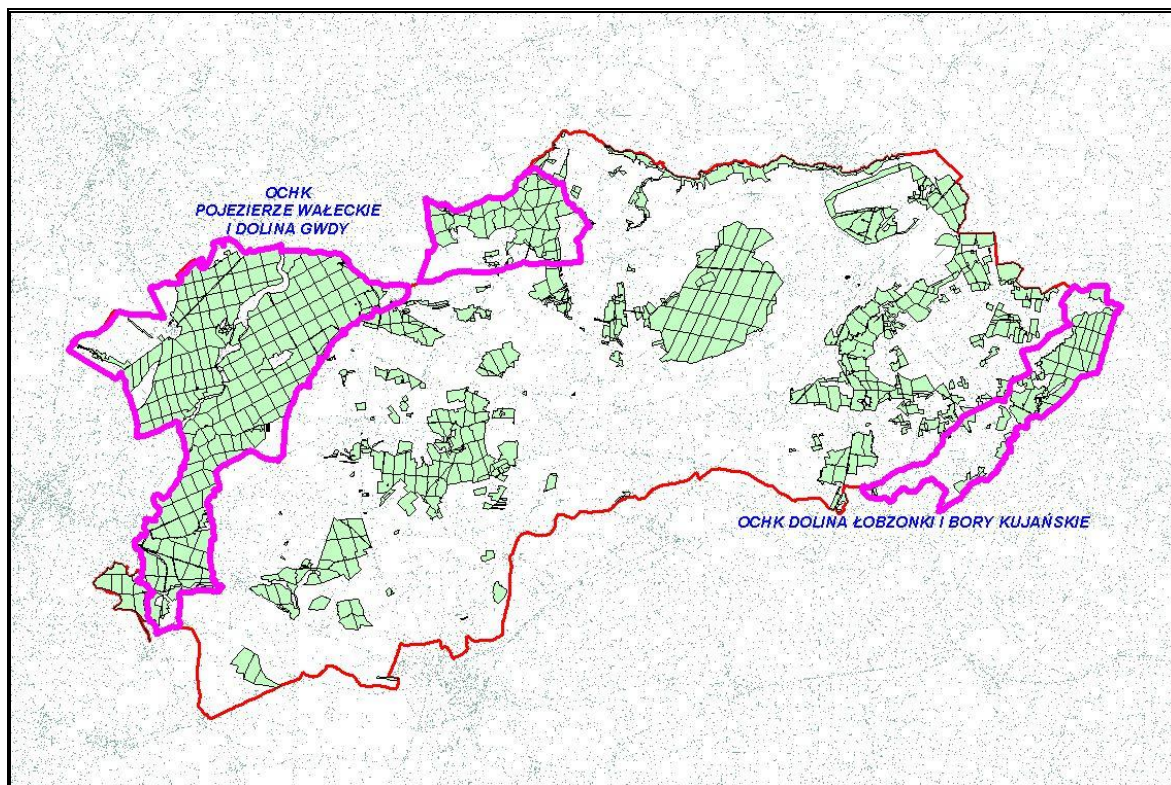 OCHK
POJEZIERZE WAŁECKIE
I DOLINA GWDY
OCHK DOLINA ŁOBZONKI I BORY KUJAŃSKIE